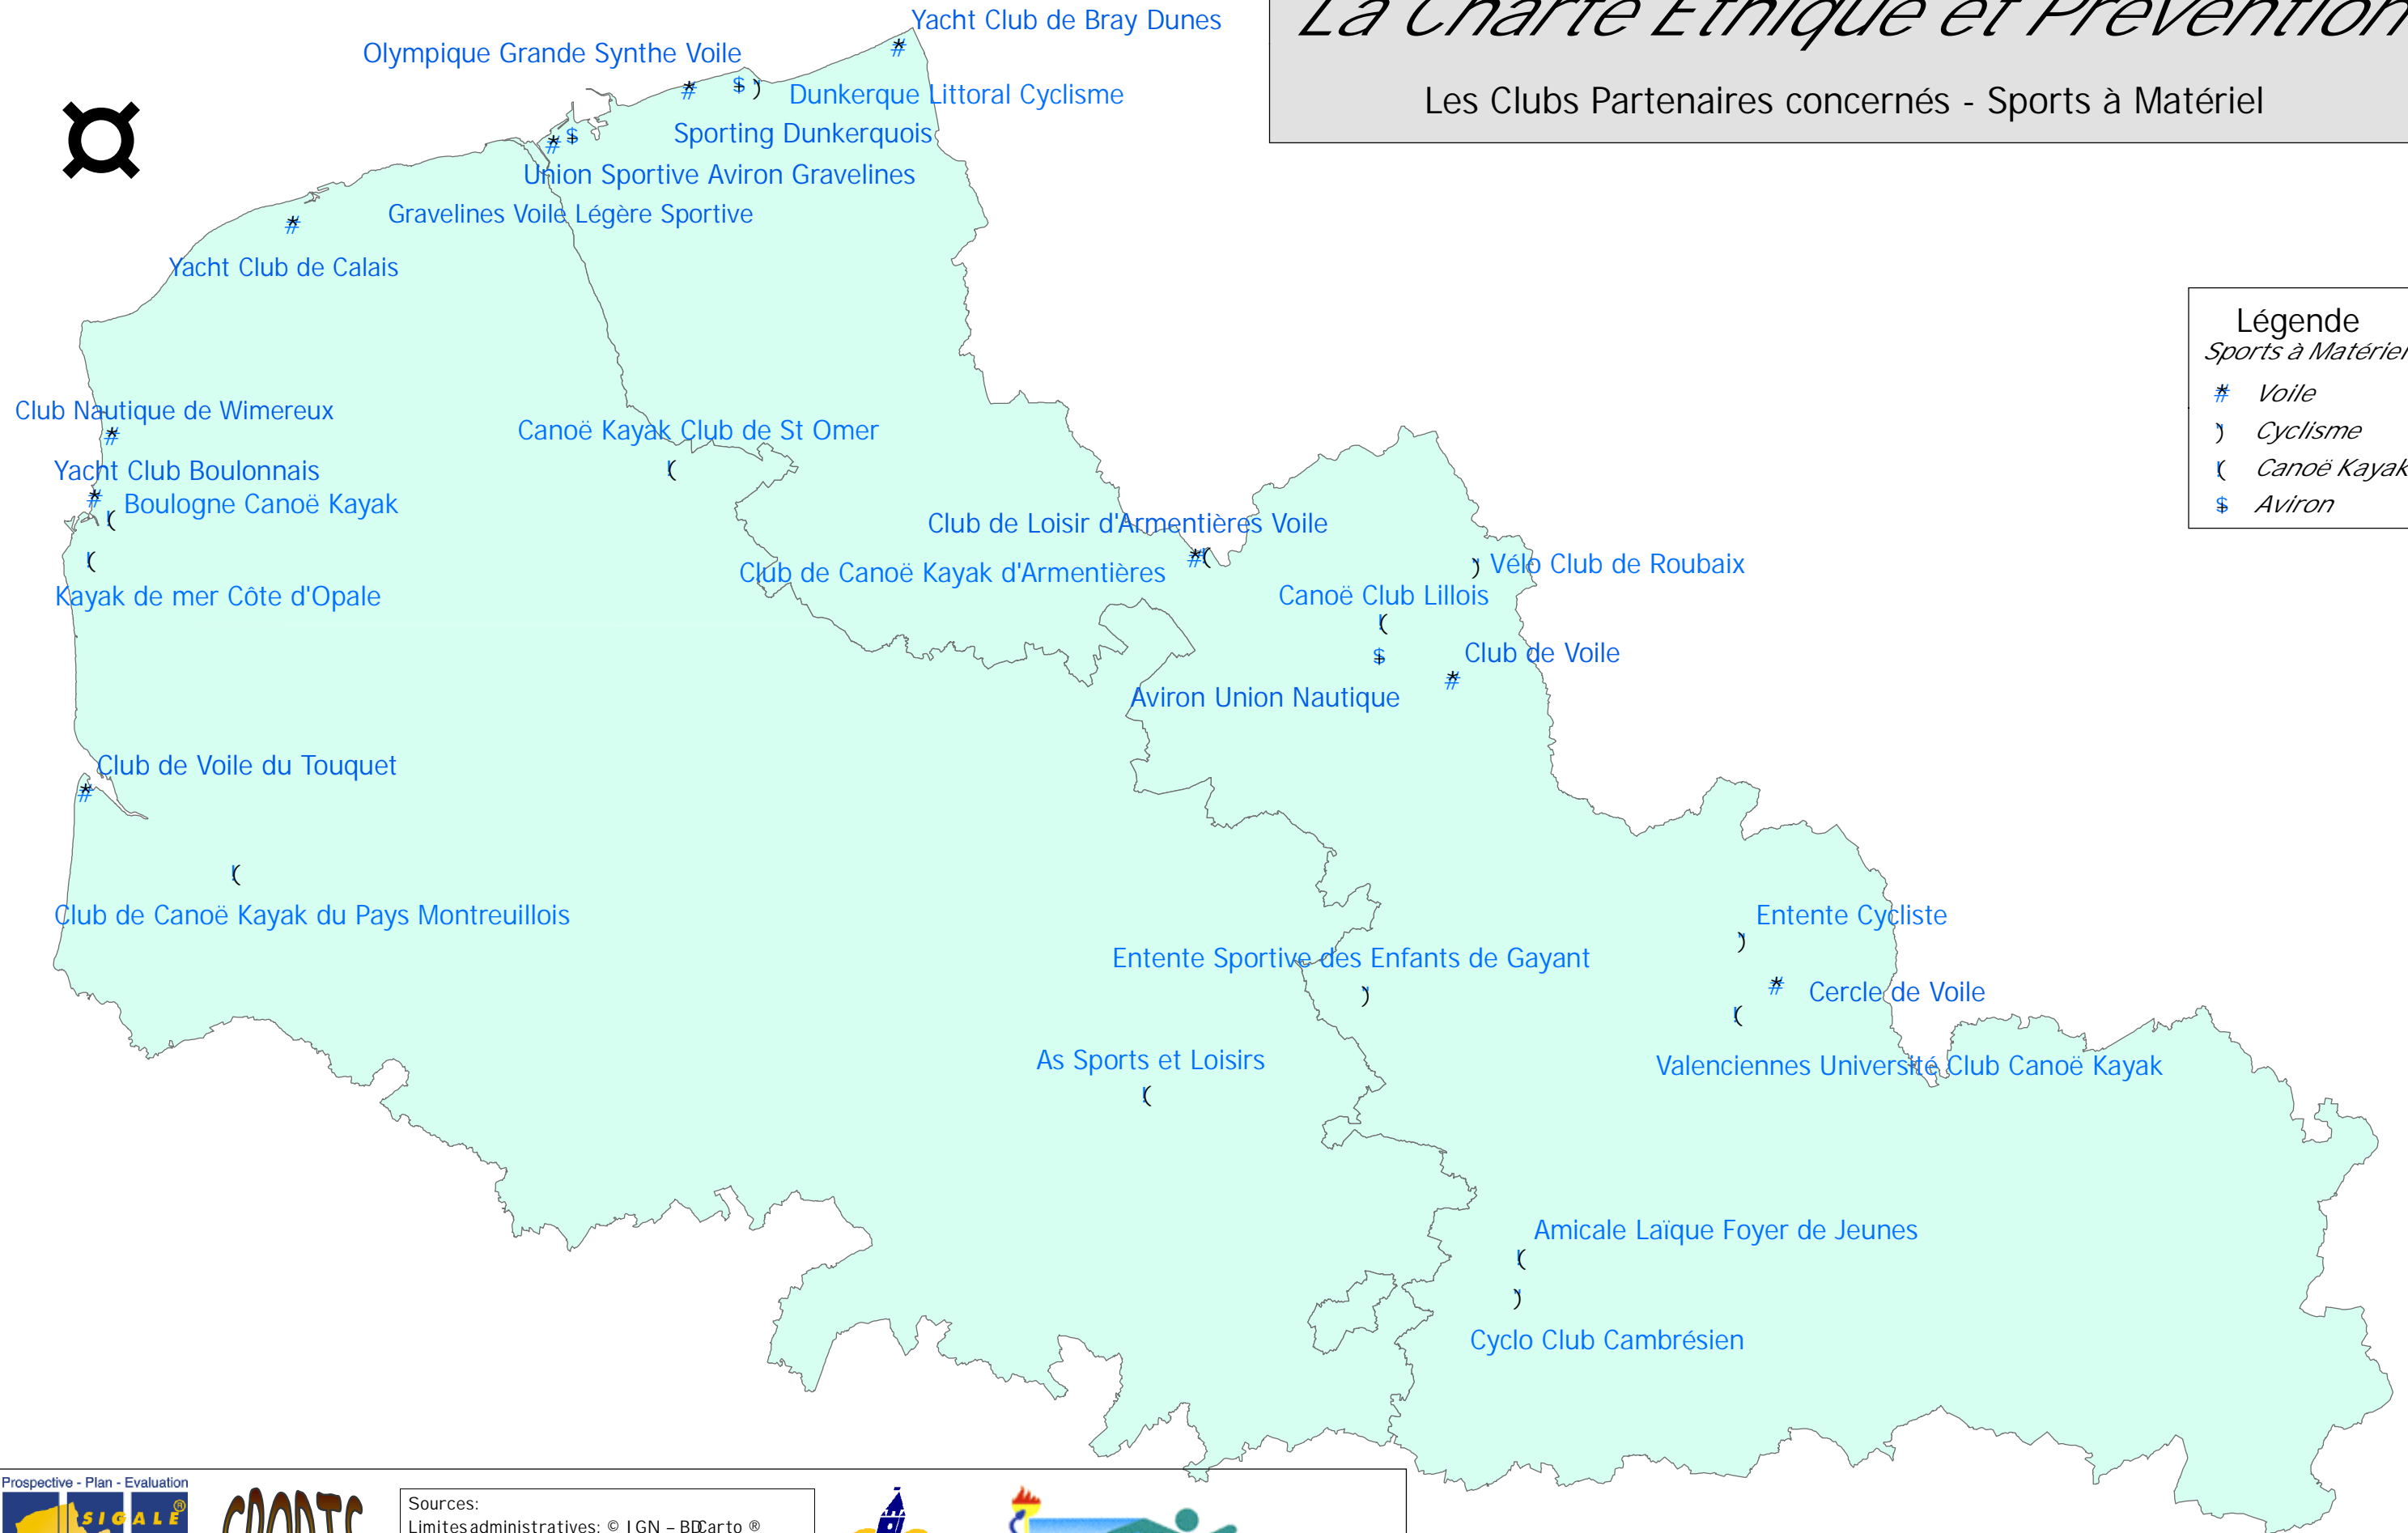 La Charte Ethique et Prévention
Les Clubs Partenaires concernés - Sports à Matériel
Yacht Club de Bray Dunes
Olympique Grande Synthe Voile
Dunkerque Littoral Cyclisme
Sporting Dunkerquois
Union Sportive Aviron Gravelines
Gravelines Voile Légère Sportive
Yacht Club de Calais
Légende
Sports à Matériel
Voile
Cyclisme
Canoë Kayak
Aviron
Club Nautique de Wimereux
Canoë Kayak Club de St Omer
Yacht Club Boulonnais
Boulogne Canoë Kayak
Club de Loisir d'Armentières Voile
Vélo Club de Roubaix
Club de Canoë Kayak d'Armentières
Kayak de mer Côte d'Opale
Canoë Club Lillois
Club de Voile
Aviron Union Nautique
Club de Voile du Touquet
Club de Canoë Kayak du Pays Montreuillois
Entente Cycliste
Entente Sportive des Enfants de Gayant
Cercle de Voile
As Sports et Loisirs
Valenciennes Université Club Canoë Kayak
Amicale Laïque Foyer de Jeunes
Cyclo Club Cambrésien
Prospective - Plan - Evaluation
SIGALE ®
SPORTS
Sources:
Limites administratives: © IGN – BDCarto ®